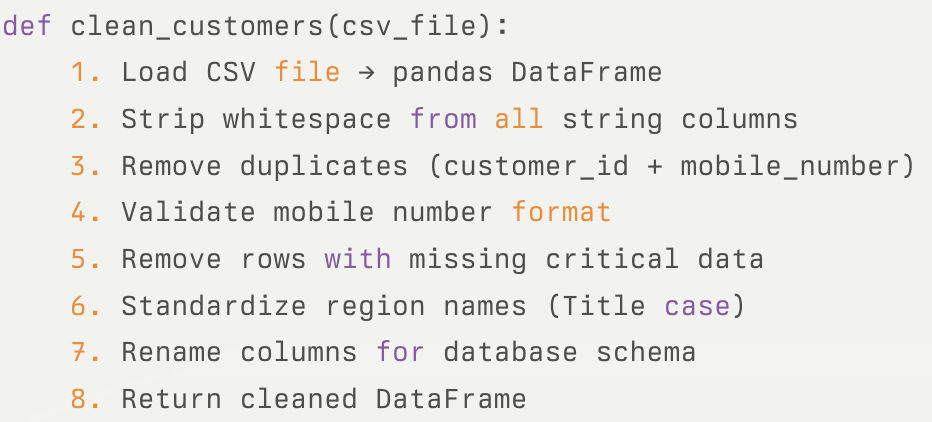 def clean_customers(csv_file):
1. Load CSV file → pandas DataFrame
2. Strip whitespace from all string columns
3. Remove duplicates (customer_id + mobile_number)
4. Validate mobile number format
5. Remove rows with missing critical data
6. Standardize region names (Title case)
7. Rename columns for database schema
8. Return cleaned DataFrame